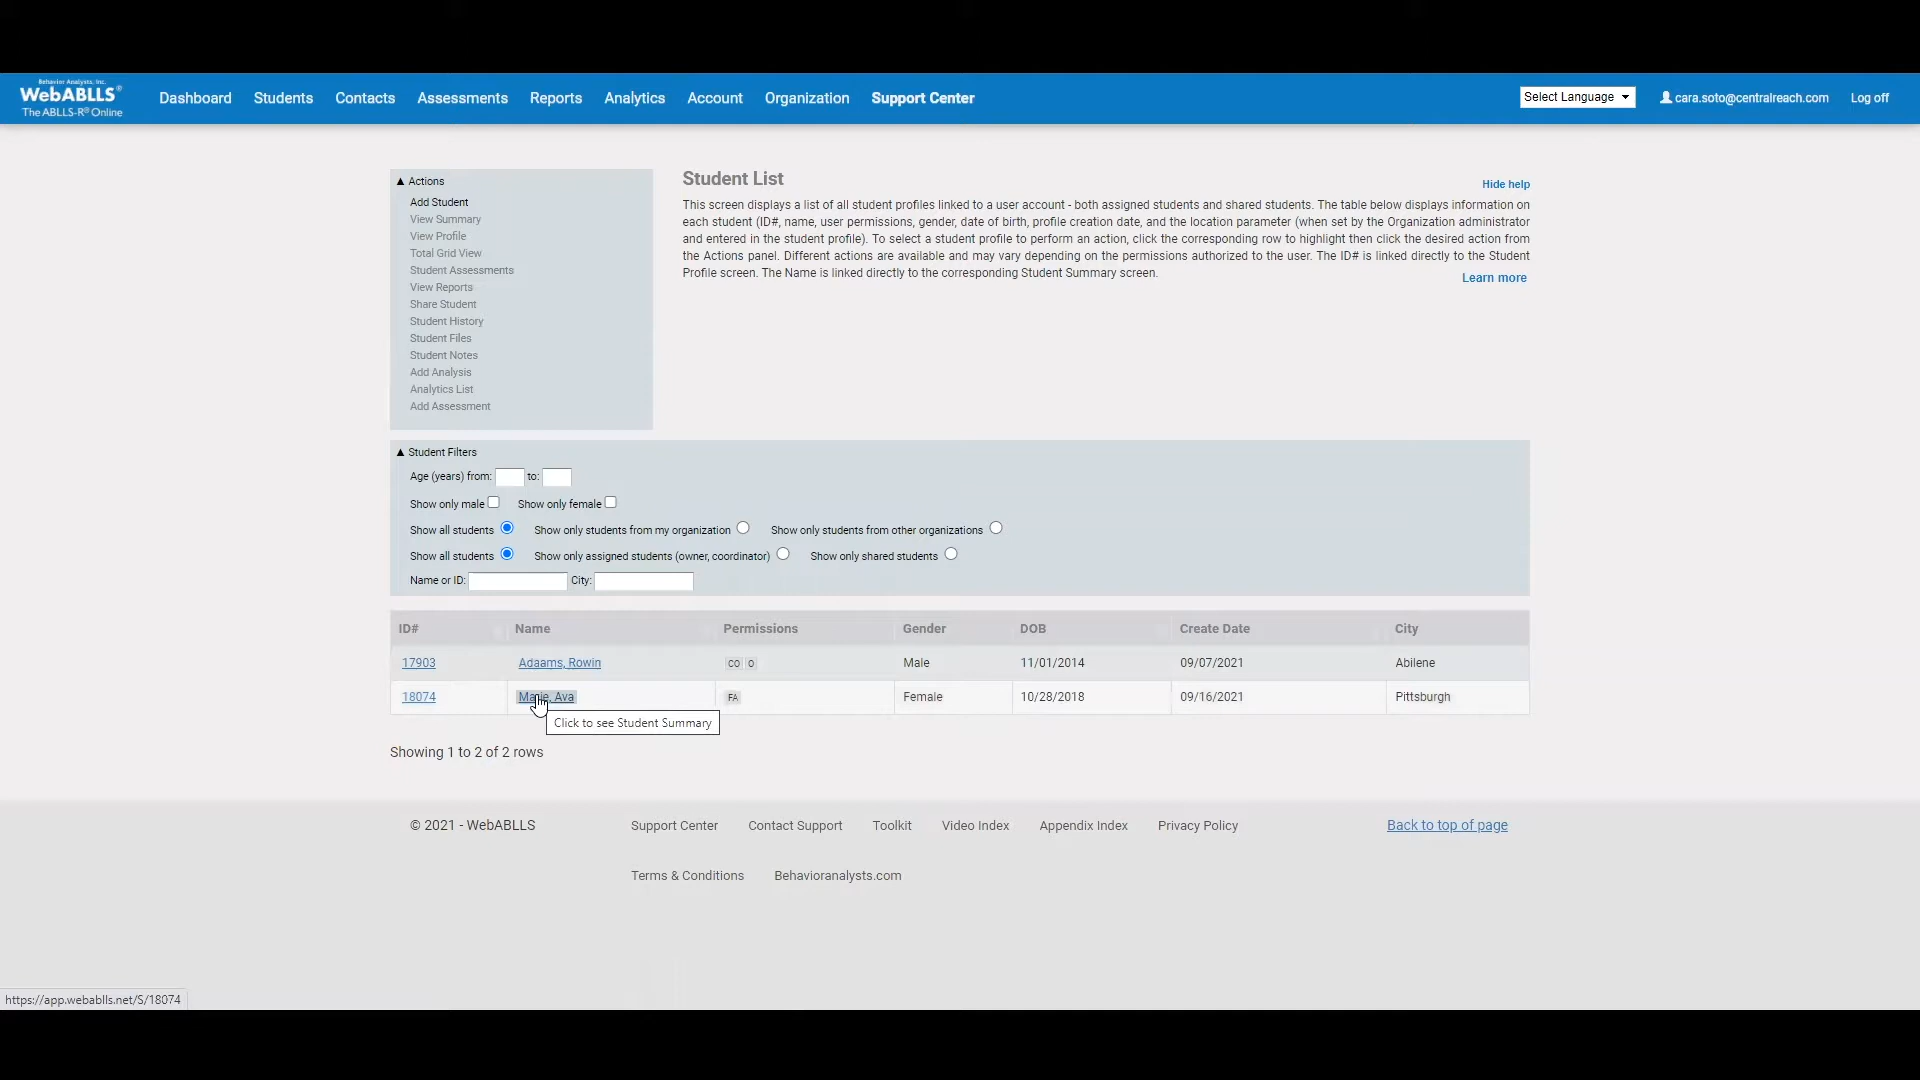 Behavior Analysts, Inc.
WebABLLS®
The ABLLS-R® Online
Dashboard Students Contacts Assessments Reports Analytics Account Organization Support Center
Select Language
cara.soto@centralreach.com
Log off
▲ Actions
Add Student
View Summary
View Profile
Total Grid View
Student Assessments
View Reports
Share Student
Student History
Student Files
Student Notes
Add Analysis
Analytics List
Add Assessment
Student List
Hide help
This screen displays a list of all student profiles linked to a user account - both assigned students and shared students. The table below displays information on
each student (ID#, name, user permissions, gender, date of birth, profile creation date, and the location parameter (when set by the Organization administrator
and entered in the student profile). To select a student profile to perform an action, click the corresponding row to highlight then click the desired action from
the Actions panel. Different actions are available and may vary depending on the permissions authorized to the user. The ID# is linked directly to the Student
Profile screen. The Name is linked directly to the corresponding Student Summary screen.
Learn more
▲ Student Filters
Age (years) from: to:
Show only male Show only female
Show all students Show only students from my organization Show only students from other organizations
Show all students Show only assigned students (owner, coordinator) Show only shared students
Name or ID: City:
ID# Name Permissions Gender DOB Create Date City
17903 Adaams, Rowin CO O Male 11/01/2014 09/07/2021 Abilene
18074 Marie, Ava FA Female 10/28/2018 09/16/2021 Pittsburgh
Click to see Student Summary
Showing 1 to 2 of 2 rows
© 2021 - WebABLLS
Support Center Contact Support Toolkit Video Index Appendix Index Privacy Policy
Back to top of page
Terms & Conditions Behavioranalysts.com
https://app.webablls.net/S/18074